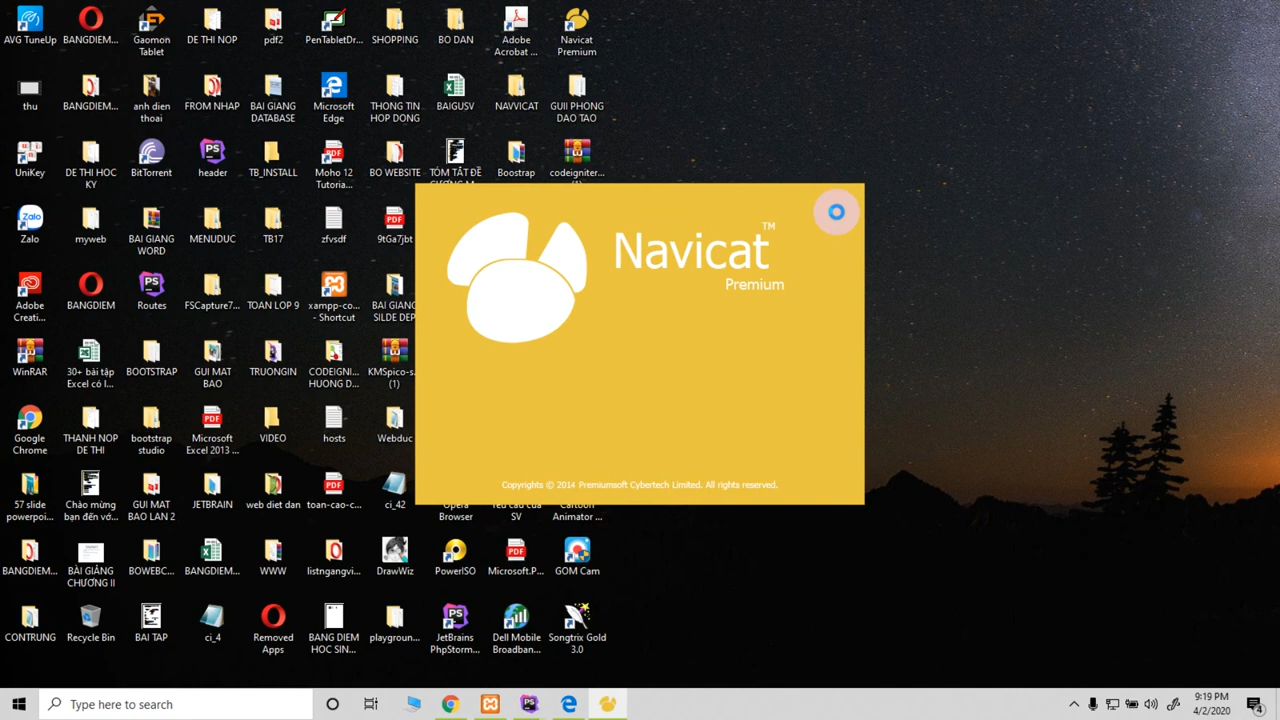 AVG TuneUp
BANGDIEM...
Gaomon
Tablet
DE THI NOP
pdf2
PenTabletDr...
SHOPPING
BO DAN
Adobe
Acrobat ...
Navicat
Premium
thu
BANGDIEM...
anh dien
thoai
FROM NHAP
BAI GIANG
DATABASE
Microsoft
Edge
THONG TIN
HOP DONG
BAIGUSV
NAVVICAT
GUII PHONG
DAO TAO
UniKey
DE THI HOC
KY
BitTorrent
header
TB_INSTALL
Moho 12
Tutoria...
BO WEBSITE
TÓM TẮT ĐỀ
Boostrap
codeigniter...
(1)
Zalo
myweb
BAI GIANG
WORD
MENUDUC
TB17
zfvsdf
9tGa7jbt
Adobe
Creati...
BANGDIEM
Routes
FSCapture7...
TOAN LOP 9
xampp-co...
- Shortcut
BAI GIANG
SILDE DEP
WinRAR
30+ bài tập
Excel có l...
BOOTSTRAP
GUI MAT
BAO
TRUONGIN
CODEIGNI...
HUONG D...
KMSpico-s...
(1)
Google
Chrome
THANH NOP
DE THI
bootstrap
studio
Microsoft
Excel 2013 ...
VIDEO
hosts
Webduc
57 slide
powerpoi...
Chào mừng
bạn đến vớ...
GUI MAT
BAO LAN 2
JETBRAIN
web diet dan
toan-cao-c...
ci_42
Opera
Browser
Yeu cau cua
SV
Cartoon
Animator ...
BANGDIEM...
BÀI GIẢNG
CHƯƠNG II
BOWEBC...
BANGDIEM...
WWW
listngangvi...
DrawWiz
PowerISO
Microsoft.P...
GOM Cam
CONTRUNG
Recycle Bin
BAI TAP
ci_4
Removed
Apps
BANG DIEM
HOC SIN...
playgroun...
JetBrains
PhpStorm...
Dell Mobile
Broadban...
Songtrix Gold
3.0
Navicat™
Premium
Copyrights © 2014 Premiumsoft Cybertech Limited. All rights reserved.
Type here to search
9:19 PM
4/2/2020
4